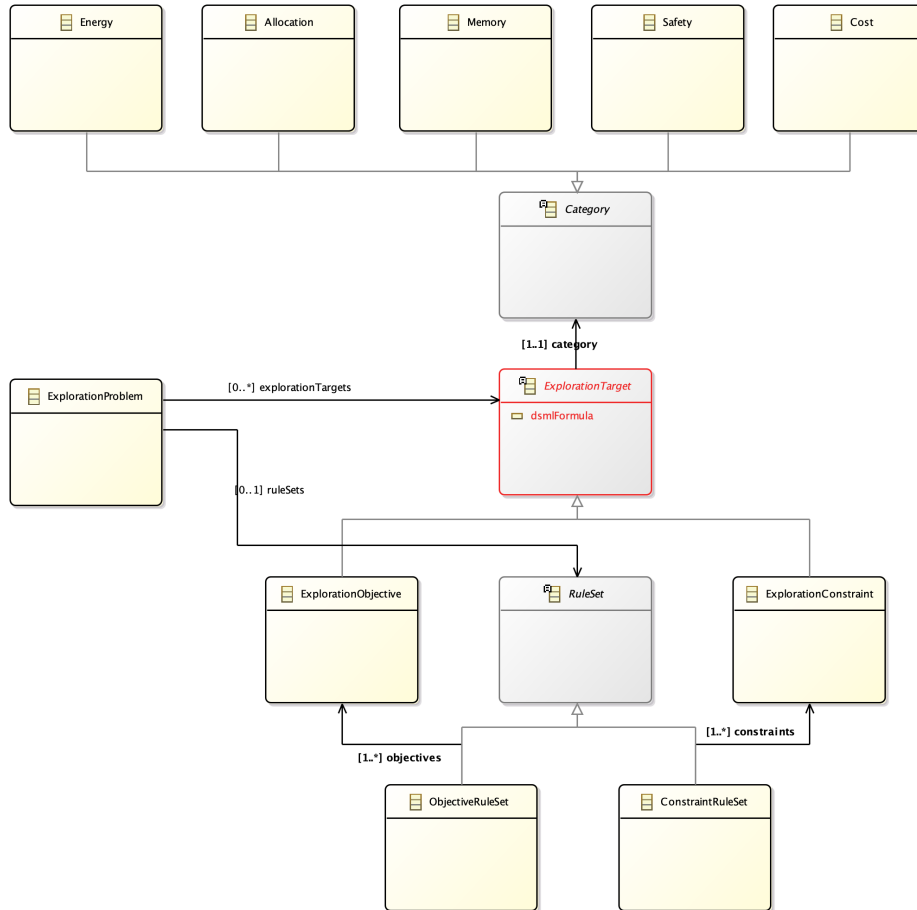 Energy
Allocation
Memory
Safety
Cost
Category
[1..1] category
ExplorationProblem
[0..*] explorationTargets
ExplorationTarget
dsmlFormula
[0..1] ruleSets
ExplorationObjective
RuleSet
ExplorationConstraint
[1..*] objectives
[1..*] constraints
ObjectiveRuleSet
ConstraintRuleSet